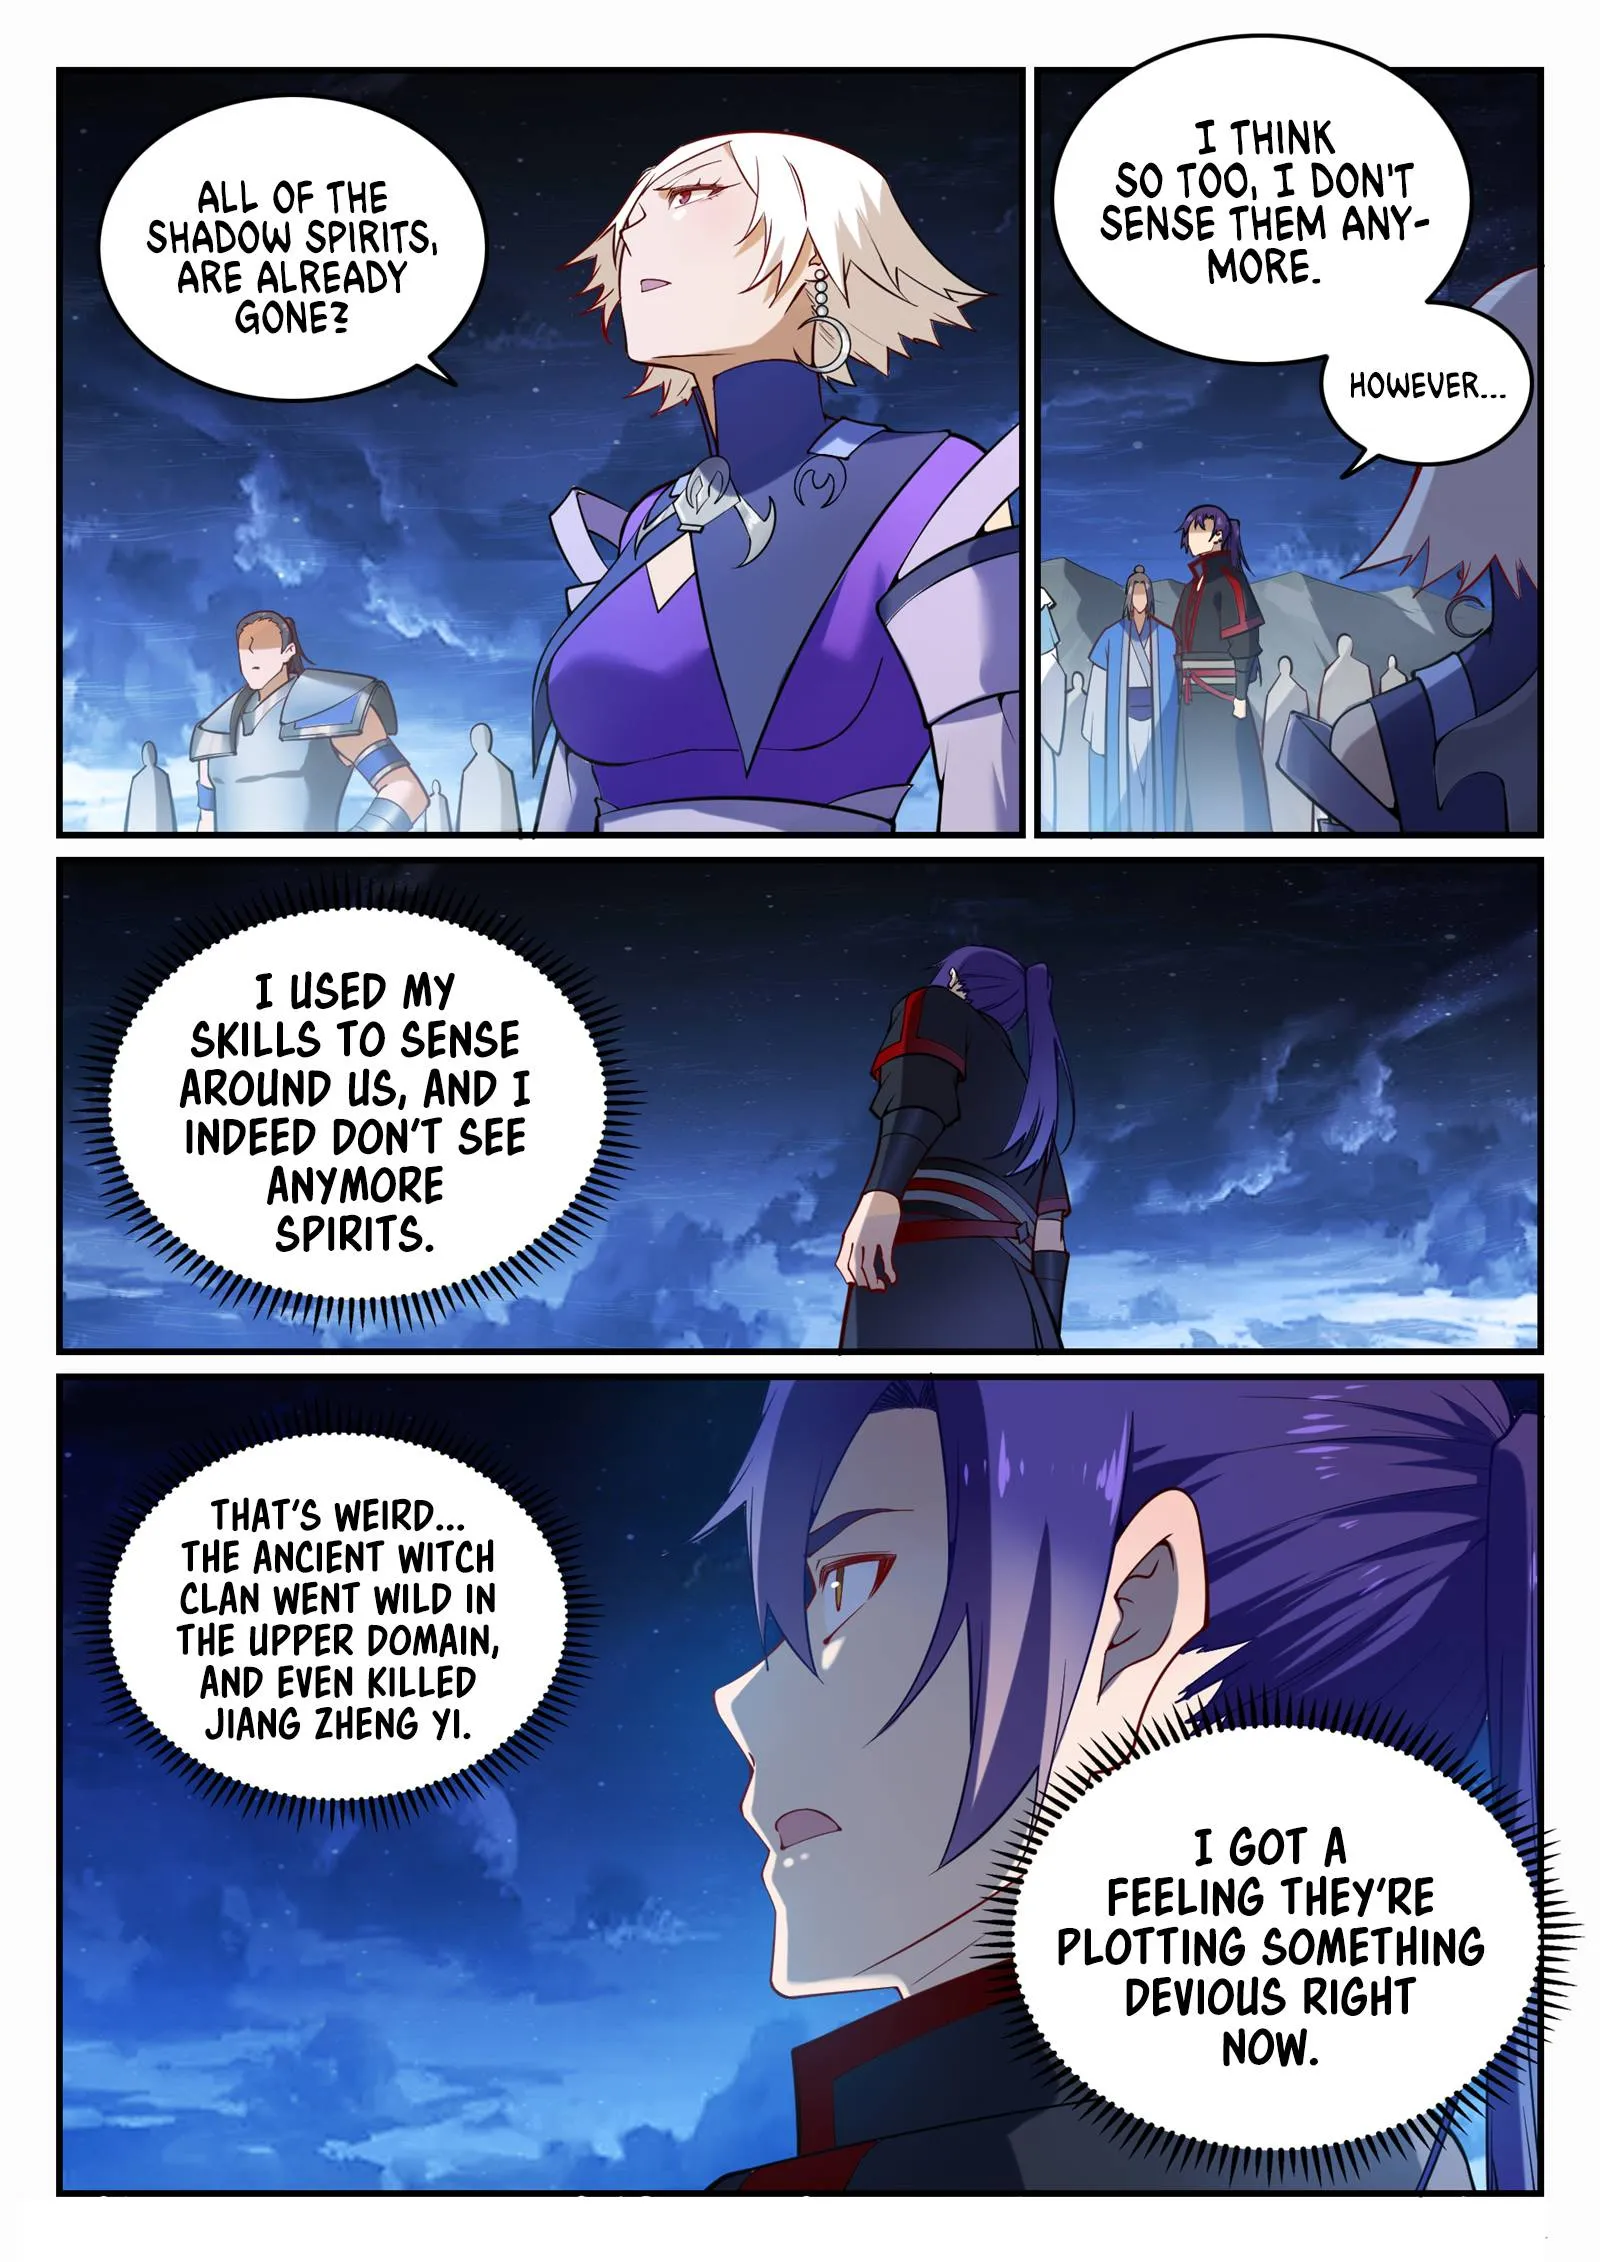 ALL OF THE
SHADOW SPIRITS,
ARE ALREADY
GONE?
I THINK
SO TOO, I DON'T
SENSE THEM ANY-
MORE.
HOWEVER...
I USED MY
SKILLS TO SENSE
AROUND US, AND I
INDEED DON'T SEE
ANYMORE
SPIRITS.
THAT'S WEIRD...
THE ANCIENT WITCH
CLAN WENT WILD IN
THE UPPER DOMAIN,
AND EVEN KILLED
JIANG ZHENG YI.
I GOT A
FEELING THEY'RE
PLOTTING SOMETHING
DEVIOUS RIGHT
NOW.